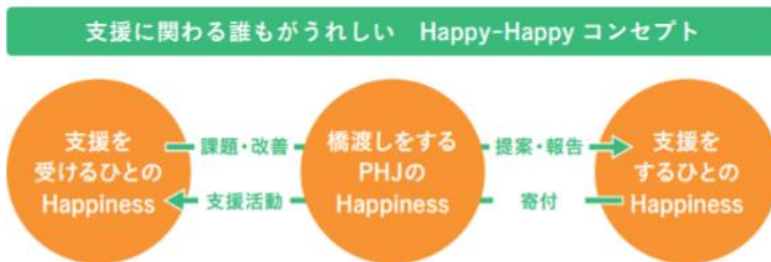 支援に関わる誰もがうれしい　Happy-Happy コンセプト
支援を
受けるひとの
Happiness
課題・改善
支援活動
橋渡しをする
PHJの
Happiness
提案・報告
寄付
支援を
するひとの
Happiness